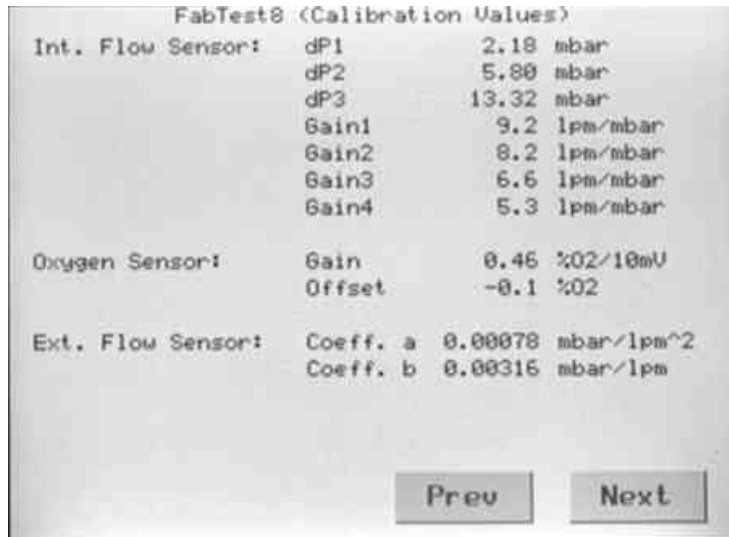 FabTest8 (Calibration Values)
Int. Flow Sensor: dP1 2.18 mbar
dP2 5.80 mbar
dP3 13.32 mbar
Gain1 9.2 lpm/mbar
Gain2 8.2 lpm/mbar
Gain3 6.6 lpm/mbar
Gain4 5.3 lpm/mbar
Oxygen Sensor: Gain 0.46 %O2/10mV
Offset -0.1 %O2
Ext. Flow Sensor: Coeff. a 0.00078 mbar/lpm^2
Coeff. b 0.00316 mbar/lpm
Prev Next